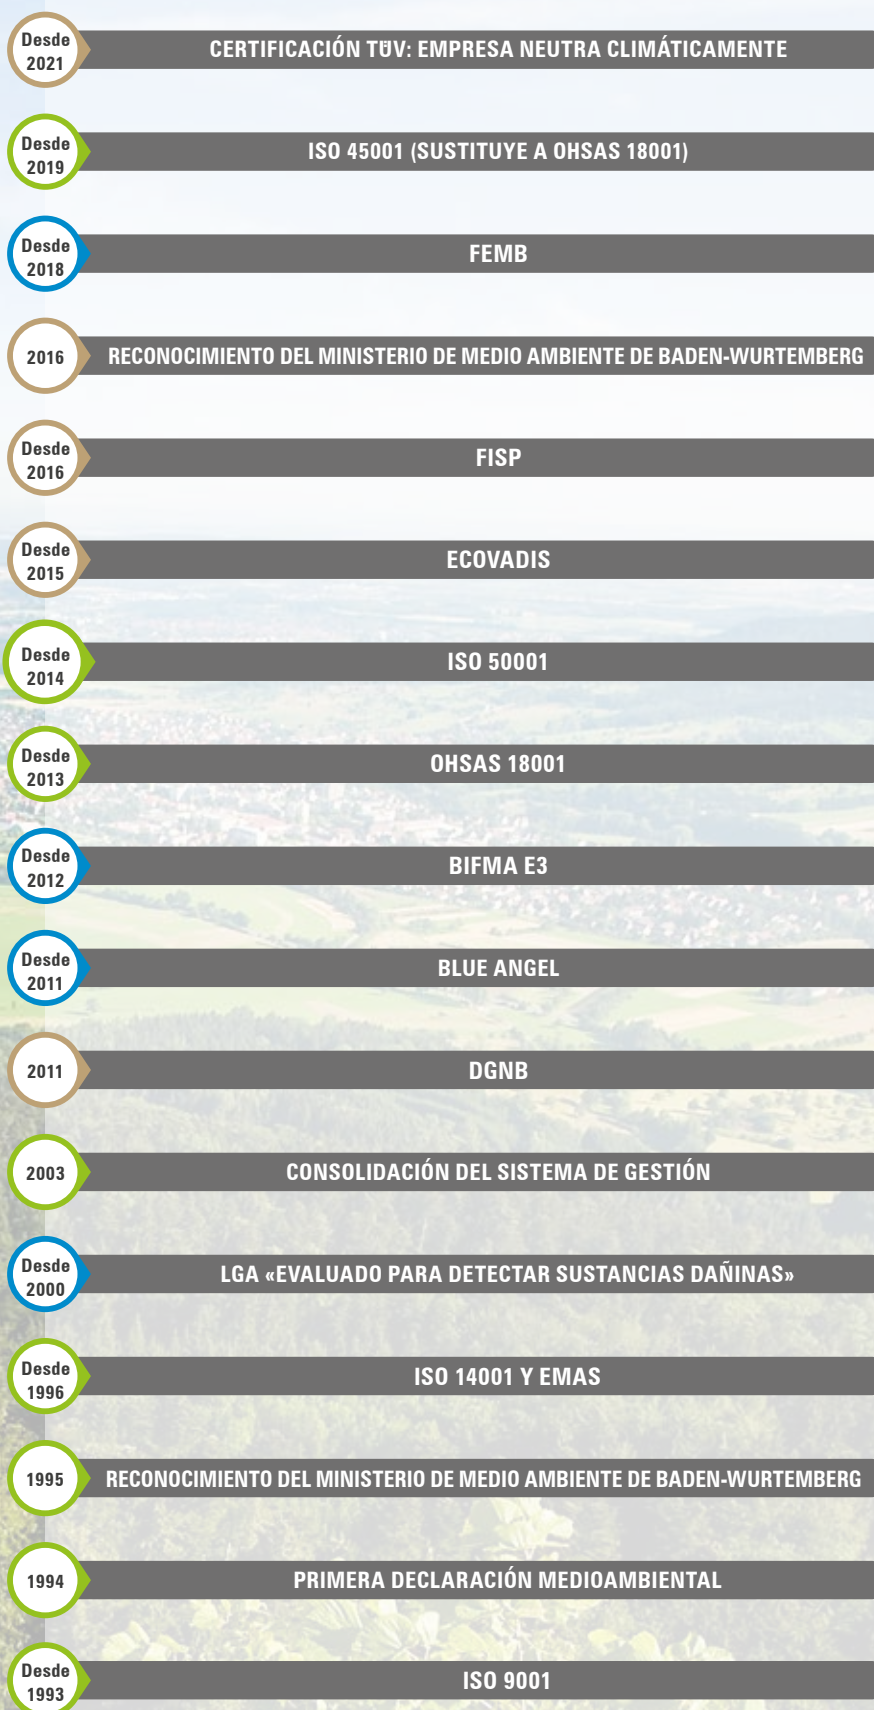 Desde
2021
CERTIFICACIÓN TÜV: EMPRESA NEUTRA CLIMÁTICAMENTE
Desde
2019
ISO 45001 (SUSTITUYE A OHSAS 18001)
Desde
2018
FEMB
2016
RECONOCIMIENTO DEL MINISTERIO DE MEDIO AMBIENTE DE BADEN-WURTEMBERG
Desde
2016
FISP
Desde
2015
ECOVADIS
Desde
2014
ISO 50001
Desde
2013
OHSAS 18001
Desde
2012
BIFMA E3
Desde
2011
BLUE ANGEL
2011
DGNB
2003
CONSOLIDACIÓN DEL SISTEMA DE GESTIÓN
Desde
2000
LGA «EVALUADO PARA DETECTAR SUSTANCIAS DAÑINAS»
Desde
1996
ISO 14001 Y EMAS
1995
RECONOCIMIENTO DEL MINISTERIO DE MEDIO AMBIENTE DE BADEN-WURTEMBERG
1994
PRIMERA DECLARACIÓN MEDIOAMBIENTAL
Desde
1993
ISO 9001